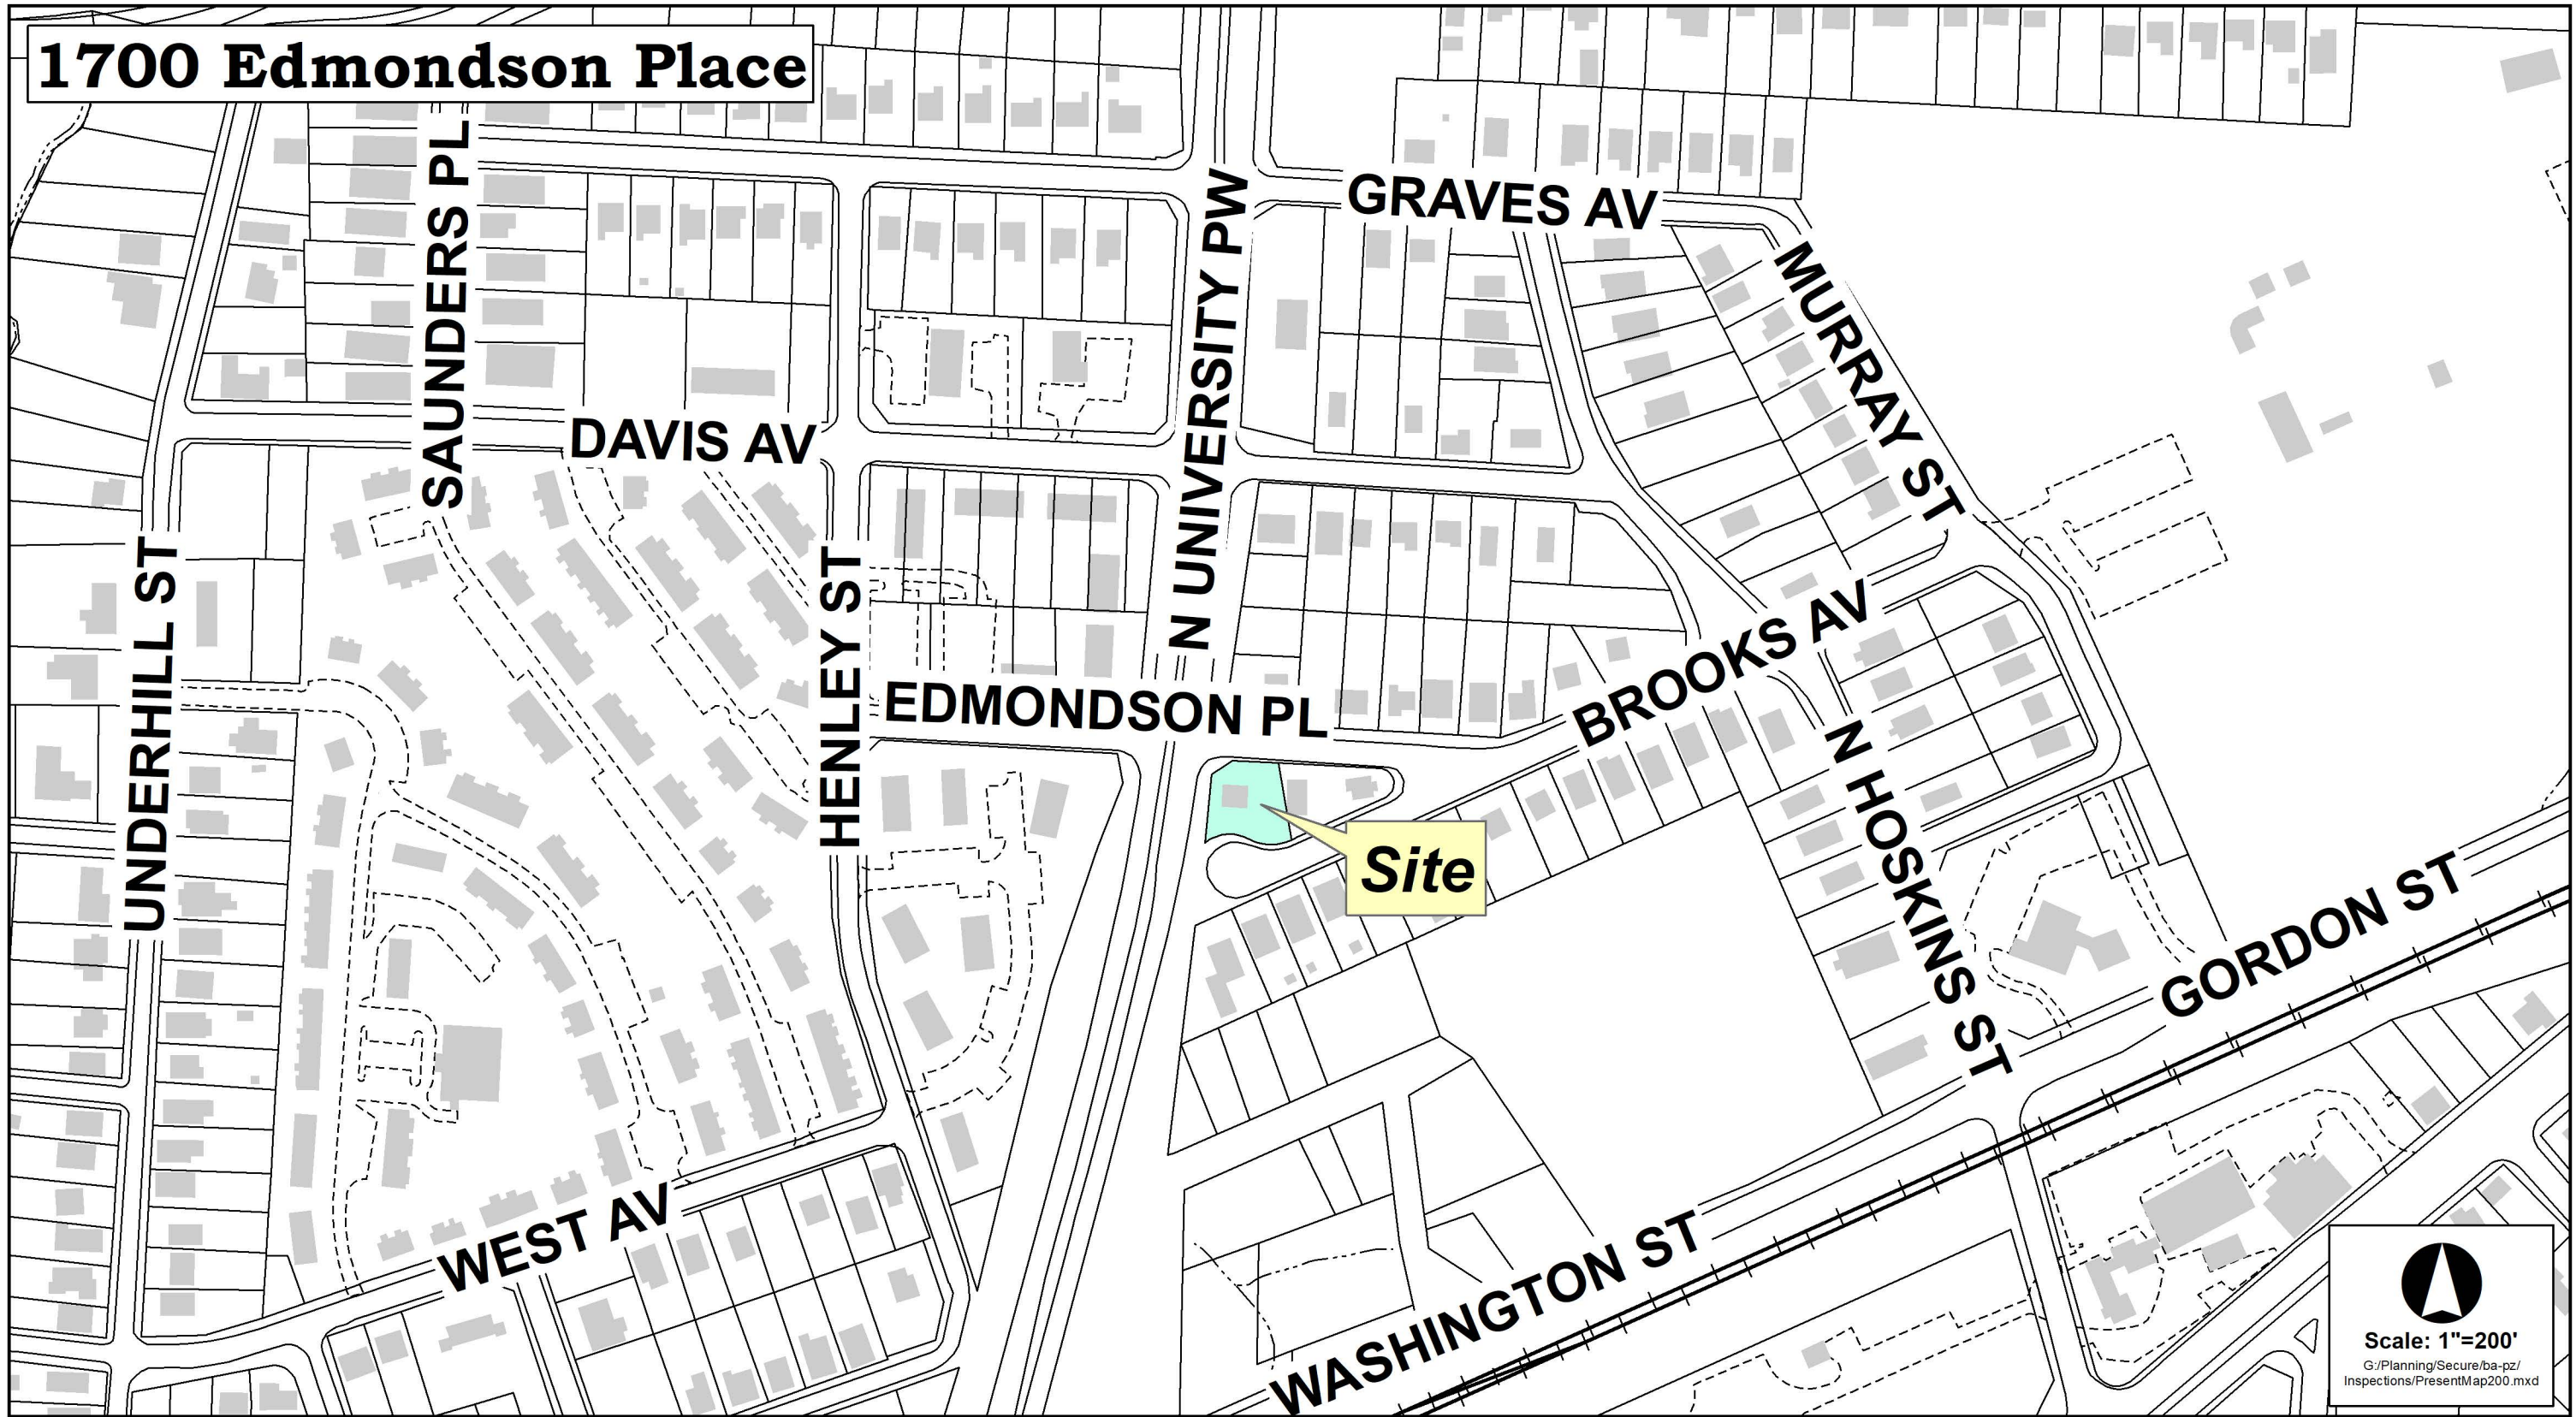 1700 Edmondson Place
SAUNDERS PL
GRAVES AV
N UNIVERSITY PW
MURRAY ST
DAVIS AV
UNDERHILL ST
HENLEY ST
EDMONDSON PL
BROOKS AV
N HOSKINS ST
Site
GORDON ST
WEST AV
WASHINGTON ST
Scale: 1"=200'
G:/Planning/Secure/ba-pz/
Inspections/PresentMap200.mxd